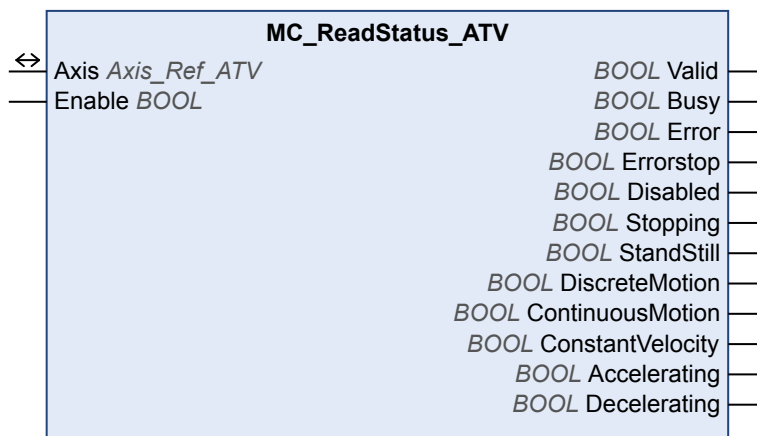 MC_ReadStatus_ATV
Axis Axis_Ref_ATV BOOL Valid
Enable BOOL BOOL Busy
BOOL Error
BOOL Errorstop
BOOL Disabled
BOOL Stopping
BOOL StandStill
BOOL DiscreteMotion
BOOL ContinuousMotion
BOOL ConstantVelocity
BOOL Accelerating
BOOL Decelerating